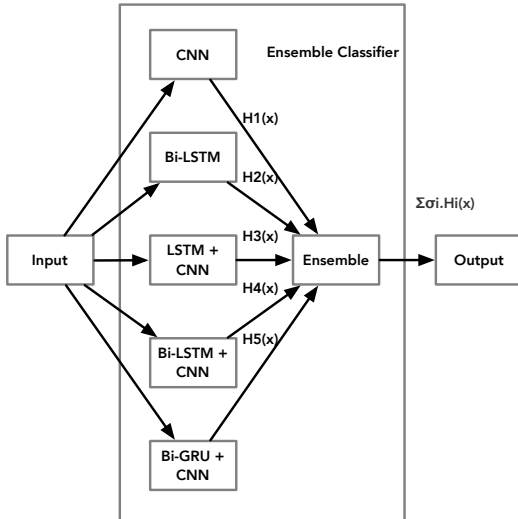 CNN
Ensemble Classifier
H1(x)
Bi-LSTM
H2(x)
Σσi.Hi(x)
H3(x)
Input
LSTM +
CNN
Ensemble
Output
H4(x)
H5(x)
Bi-LSTM +
CNN
Bi-GRU +
CNN